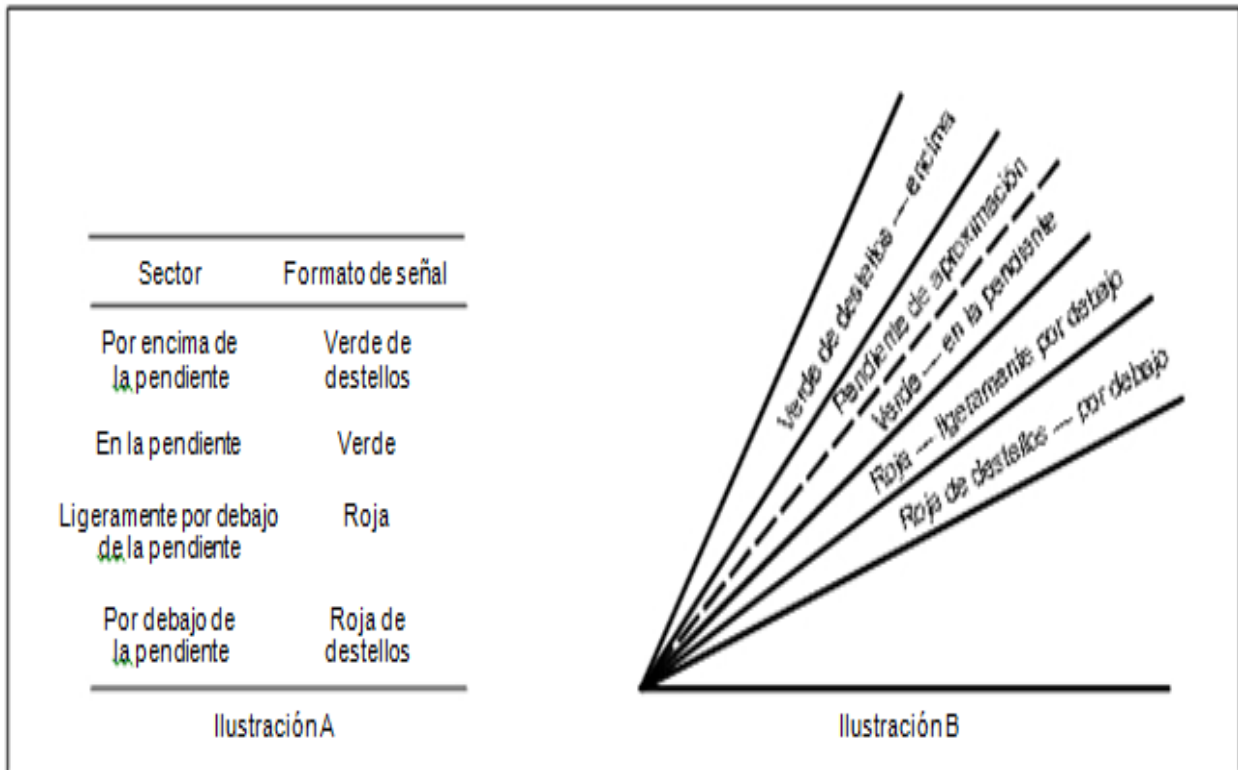 Sector Formato de señal
Por encima de Verde de
la pendiente destellos
En la pendiente Verde
Ligeramente por debajo Roja
de la pendiente
Por debajo de Roja de
la pendiente destellos
Ilustración A
Verde de destellos — encima
Pendiente de aproximación
Verde — en la pendiente
Roja — ligeramente por debajo
Roja de destellos — por debajo
Ilustración B